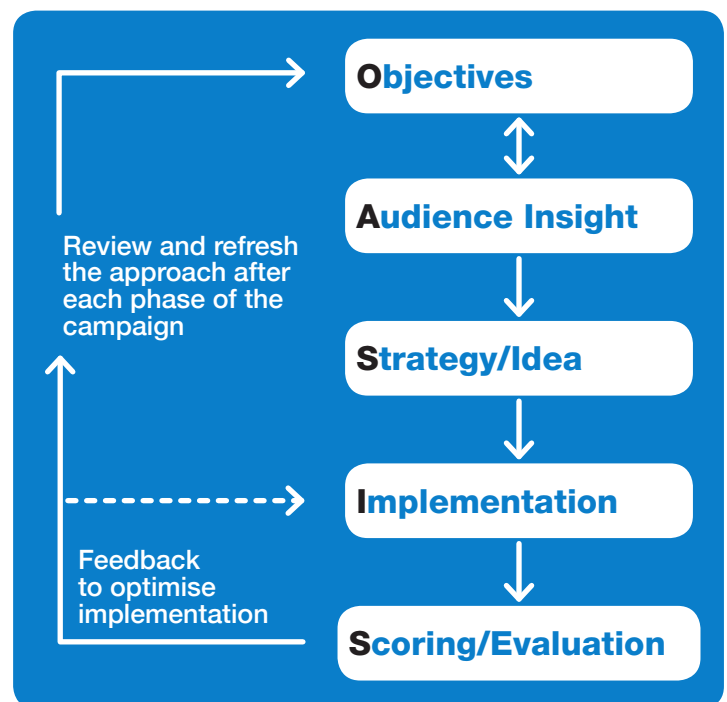 Objectives
Audience Insight
Review and refresh
the approach after
each phase of the
campaign
Strategy/Idea
Implementation
Feedback
to optimise
implementation
Scoring/Evaluation